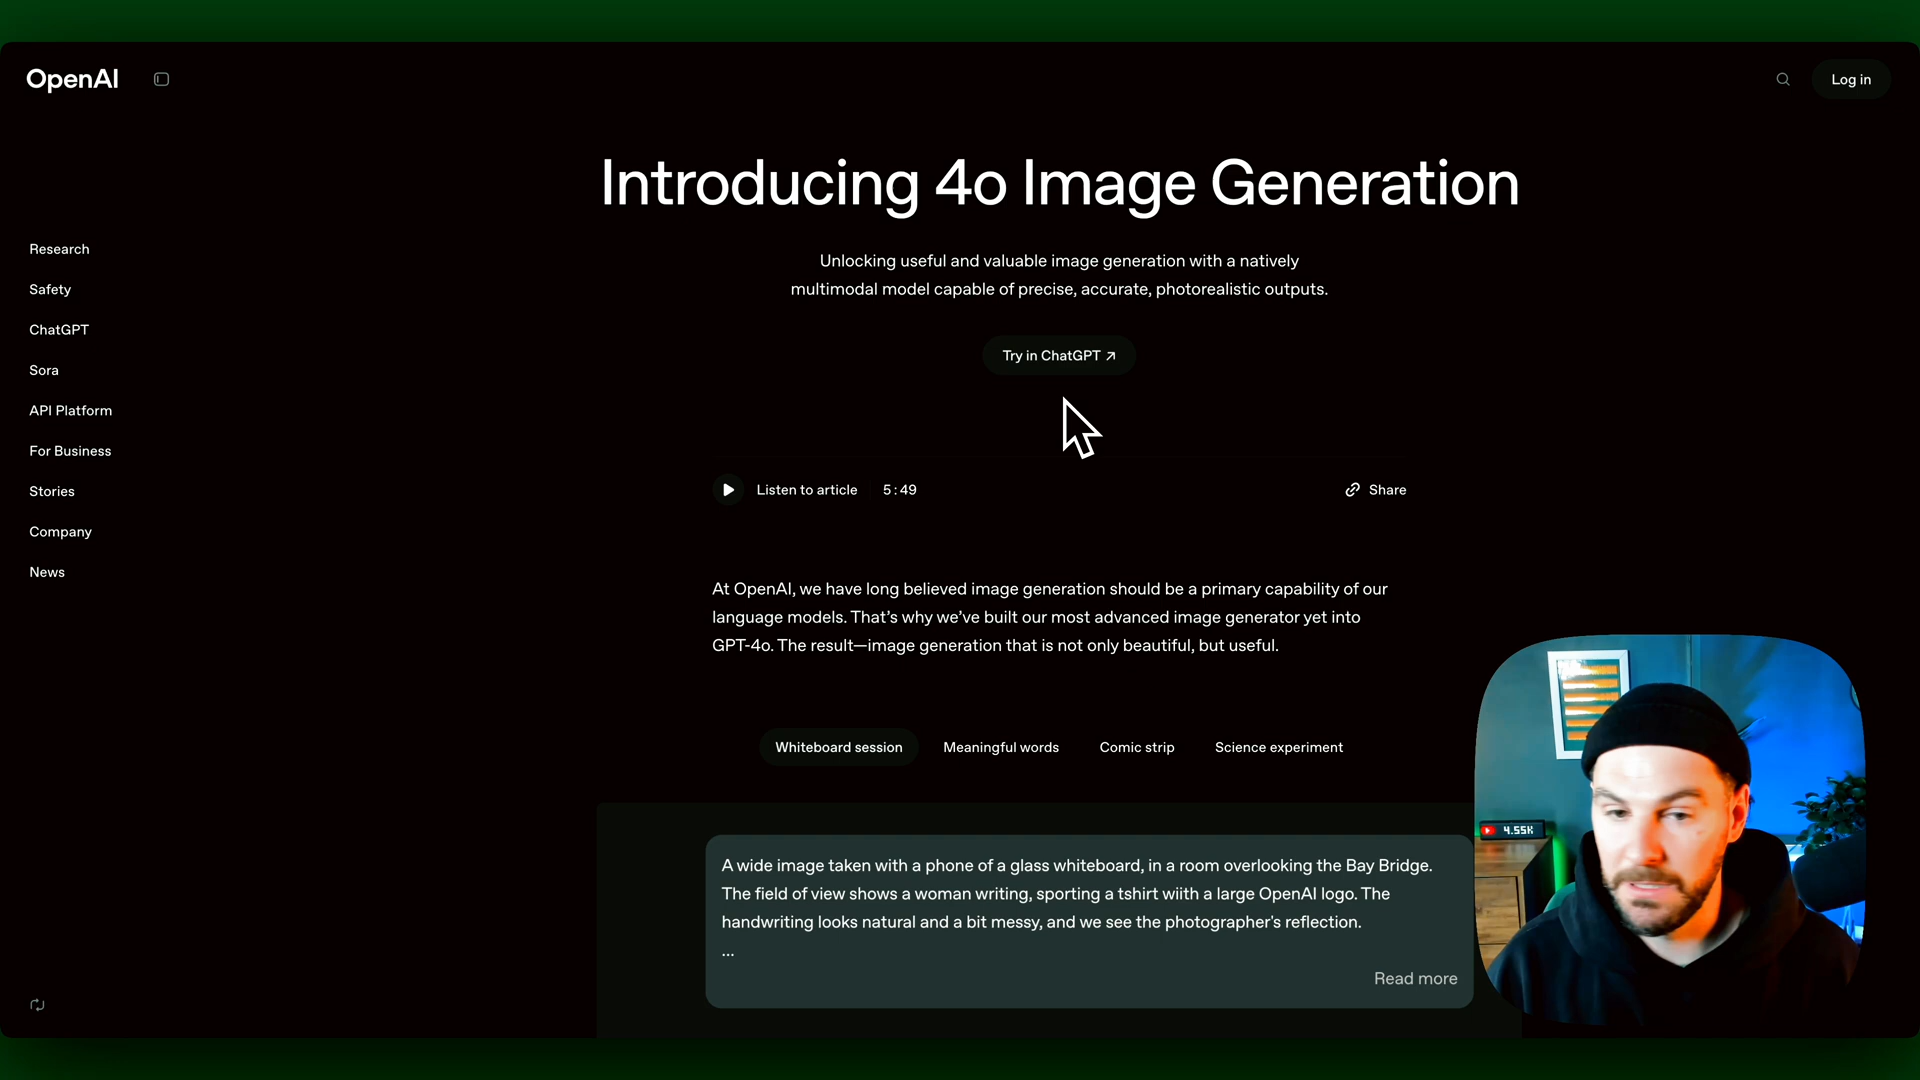 OpenAI
Log in
Introducing 4o Image Generation
Unlocking useful and valuable image generation with a natively
multimodal model capable of precise, accurate, photorealistic outputs.
Try in ChatGPT
Research
Safety
ChatGPT
Sora
API Platform
For Business
Stories
Company
News
Listen to article
5:49
Share
At OpenAI, we have long believed image generation should be a primary capability of our
language models. That’s why we’ve built our most advanced image generator yet into
GPT-4o. The result—image generation that is not only beautiful, but useful.
Whiteboard session
Meaningful words
Comic strip
Science experiment
A wide image taken with a phone of a glass whiteboard, in a room overlooking the Bay Bridge.
The field of view shows a woman writing, sporting a tshirt wiith a large OpenAI logo. The
handwriting looks natural and a bit messy, and we see the photographer's reflection.
...
Read more
4.55K